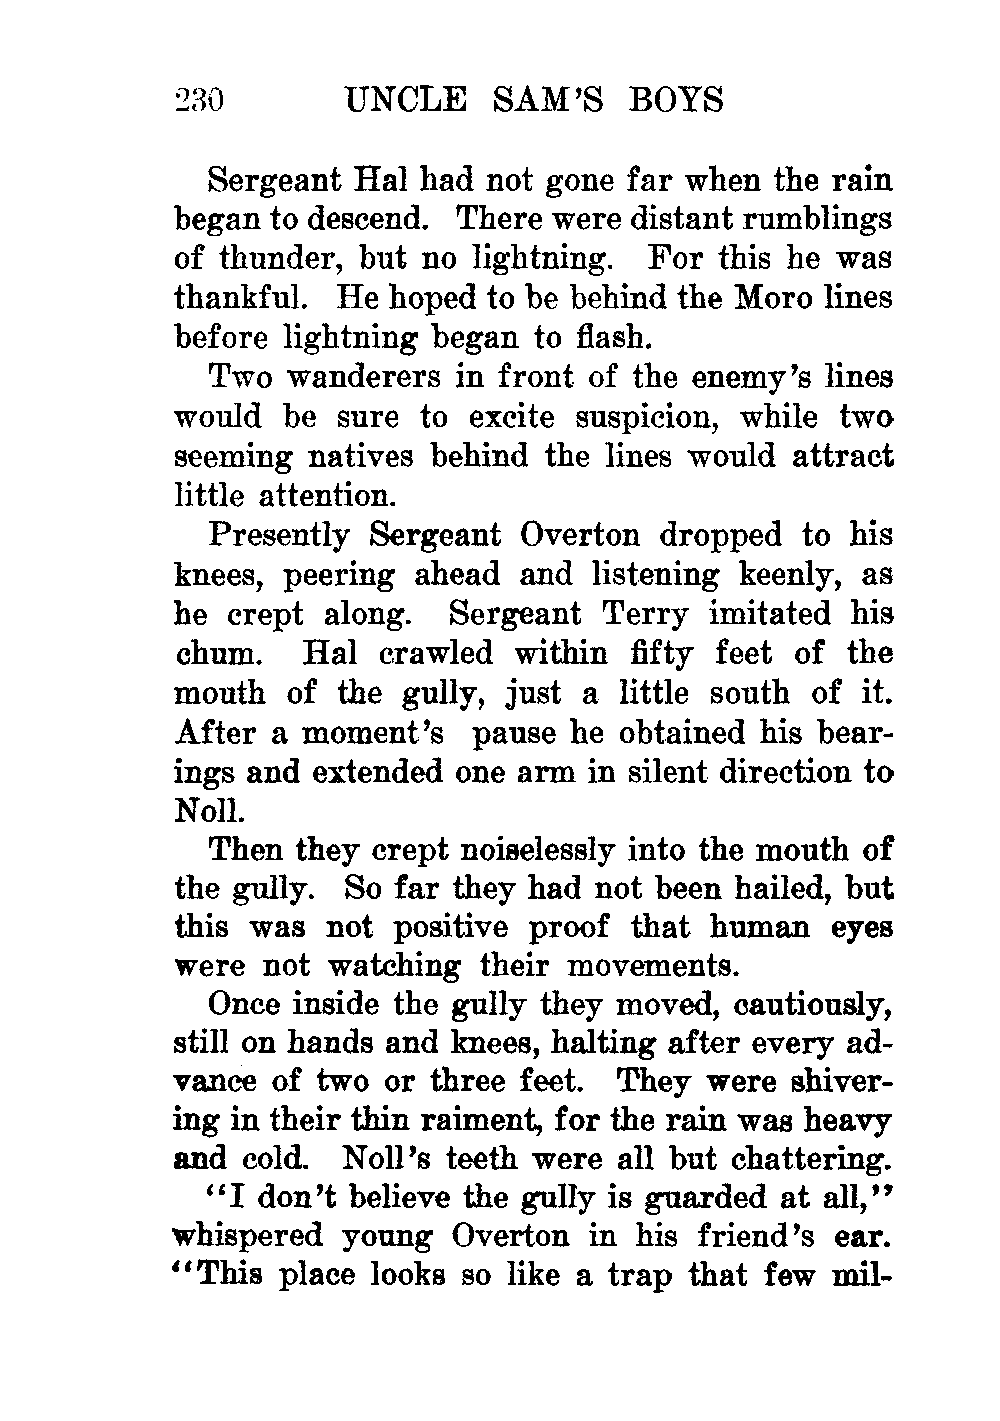 230 UNCLE SAM'S BOYS
Sergeant Hal had not gone far when the rain
began to descend. There were distant rumblings
of thunder, but no lightning. For this he was
thankful. He hoped to be behind the Moro lines
before lightning began to flash.
Two wanderers in front of the enemy's lines
would be sure to excite suspicion, while two
seeming natives behind the lines would attract
little attention.
Presently Sergeant Overton dropped to his
knees, peering ahead and listening keenly, as
he crept along. Sergeant Terry imitated his
chum. Hal crawled within fifty feet of the
mouth of the gully, just a little south of it.
After a moment's pause he obtained his bear-
ings and extended one arm in silent direction to
Noll.
Then they crept noiselessly into the mouth of
the gully. So far they had not been hailed, but
this was not positive proof that human eyes
were not watching their movements.
Once inside the gully they moved, cautiously,
still on hands and knees, halting after every ad-
vance of two or three feet. They were shiver-
ing in their thin raiment, for the rain was heavy
and cold. Noll's teeth were all but chattering.
"I don't believe the gully is guarded at all,"
whispered young Overton in his friend's ear.
"This place looks so like a trap that few mil-